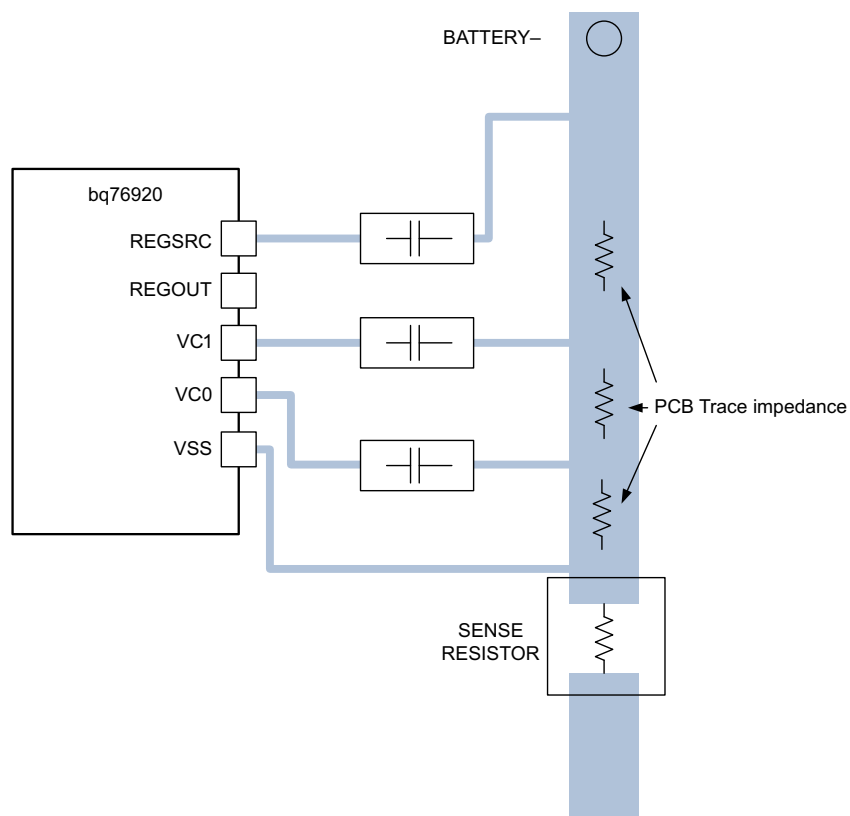 BATTERY–
bq76920
REGSRC
REGOUT
VC1
VC0
VSS
PCB Trace impedance
SENSE
RESISTOR